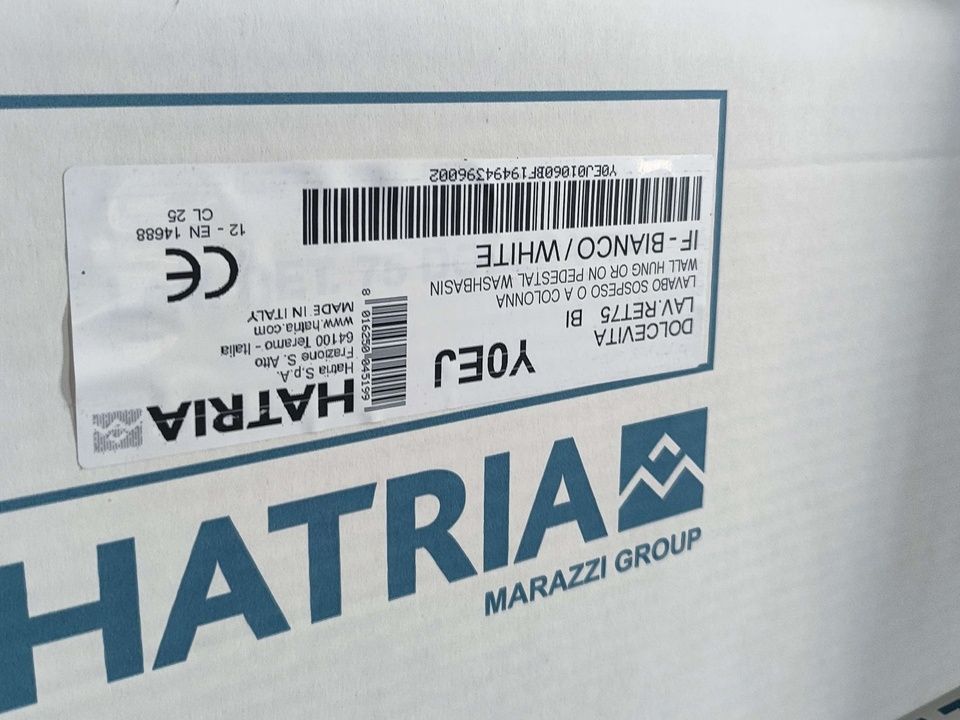 HATRIA
Hatria S.p.A.
Frazione S. Atto
64100 Teramo - Italia
www.hatria.com
MADE IN ITALY
8 016250 045199
Y0EJ
DOLCEVITA
LAV.RET75 BI
LAVABO SOSPESO O A COLONNA
WALL HUNG OR ON PEDESTAL WASHBASIN
IF - BIANCO / WHITE
CE
12 - EN 14688
CL 25
Y0EJ01060BF19494396002
HATRIA
MARAZZI GROUP